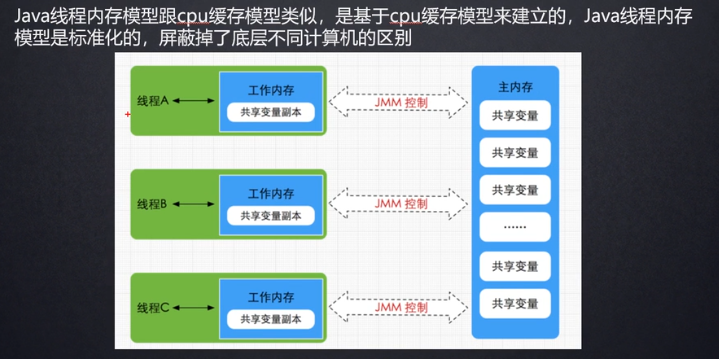 Java线程内存模型跟cpu缓存模型类似，是基于cpu缓存模型来建立的，Java线程内存
模型是标准化的，屏蔽掉了底层不同计算机的区别
线程A
工作内存
共享变量副本
JMM 控制
线程B
工作内存
共享变量副本
JMM 控制
线程C
工作内存
共享变量副本
JMM 控制
主内存
共享变量
共享变量
共享变量
……
共享变量
共享变量